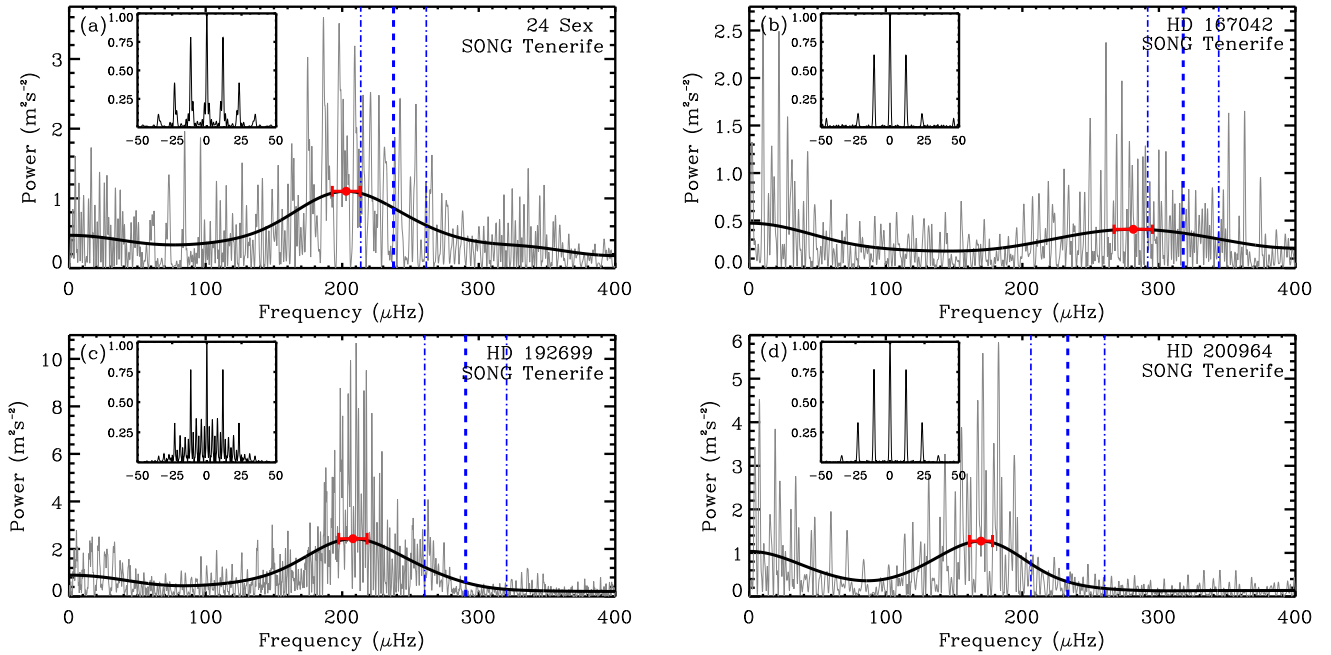 (a)
24 Sex
SONG Tenerife
1.00
0.75
0.50
0.25
−50 −25 0 25 50
3
2
1
0
Power (m²s⁻²)
0 100 200 300 400
Frequency (μHz)
(b)
HD 167042
SONG Tenerife
1.00
0.75
0.50
0.25
−50 −25 0 25 50
2.5
2.0
1.5
1.0
0.5
0.0
Power (m²s⁻²)
0 100 200 300 400
Frequency (μHz)
(c)
HD 192699
SONG Tenerife
1.00
0.75
0.50
0.25
−50 −25 0 25 50
10
8
6
4
2
0
Power (m²s⁻²)
0 100 200 300 400
Frequency (μHz)
(d)
HD 200964
SONG Tenerife
1.00
0.75
0.50
0.25
−50 −25 0 25 50
6
5
4
3
2
1
0
Power (m²s⁻²)
0 100 200 300 400
Frequency (μHz)